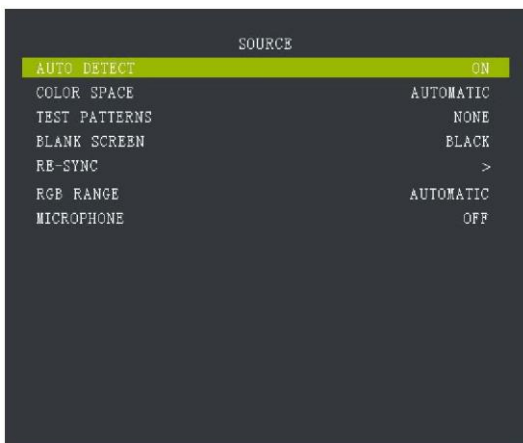 SOURCE
AUTO DETECT ON
COLOR SPACE AUTOMATIC
TEST PATTERNS NONE
BLANK SCREEN BLACK
RE-SYNC >
RGB RANGE AUTOMATIC
MICROPHONE OFF